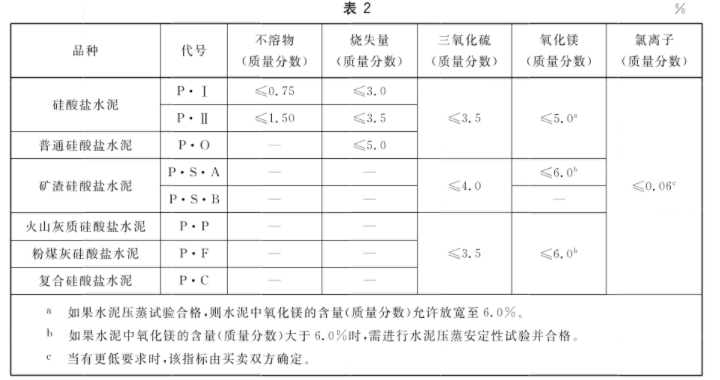 表 2 %
品种 代号 不溶物（质量分数） 烧失量（质量分数） 三氧化硫（质量分数） 氧化镁（质量分数） 氯离子（质量分数）
硅酸盐水泥 P·Ⅰ ≤0.75 ≤3.0 ≤3.5 ≤5.0ᵃ ≤0.06ᶜ
P·Ⅱ ≤1.50 ≤3.5
普通硅酸盐水泥 P·O — ≤5.0
矿渣硅酸盐水泥 P·S·A — — ≤4.0 ≤6.0ᵇ
P·S·B — — —
火山灰质硅酸盐水泥 P·P — — ≤3.5 ≤6.0ᵇ
粉煤灰硅酸盐水泥 P·F — —
复合硅酸盐水泥 P·C — —
a 如果水泥压蒸试验合格，则水泥中氧化镁的含量（质量分数）允许放宽至 6.0%。
b 如果水泥中氧化镁的含量（质量分数）大于 6.0%时，需进行水泥压蒸安定性试验并合格。
c 当有更低要求时，该指标由买卖双方确定。